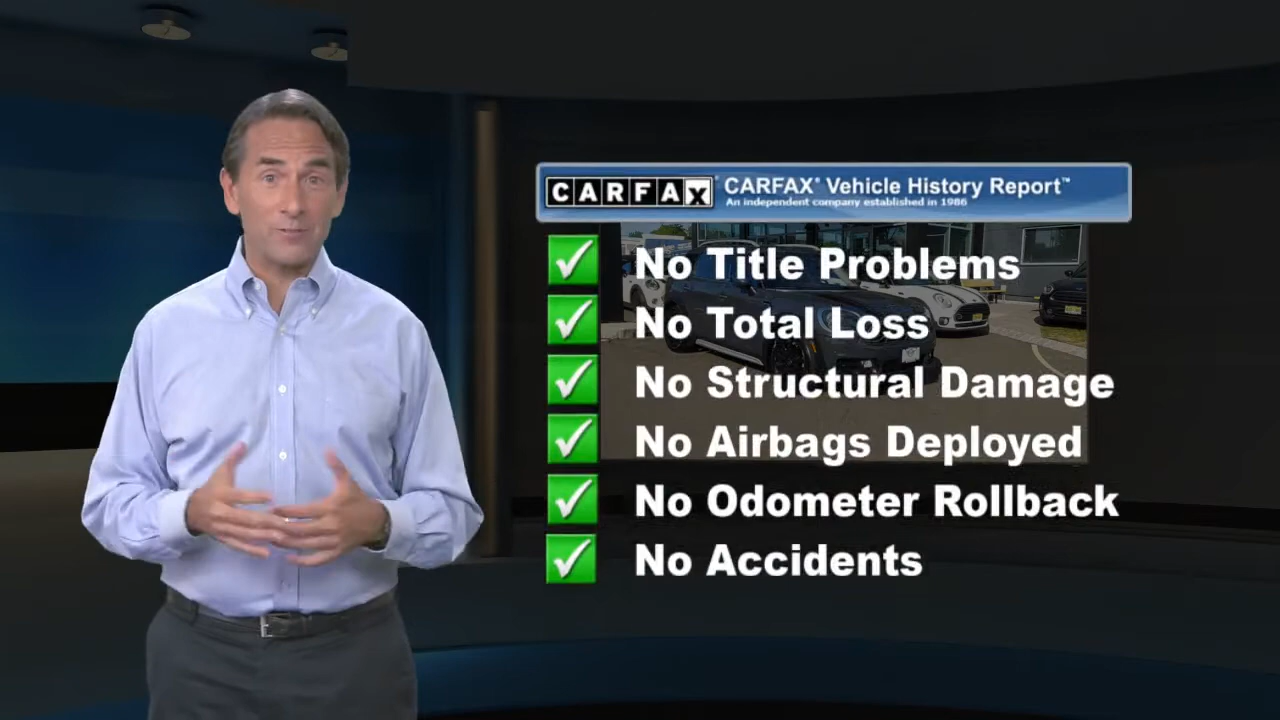 CARFAX
CARFAX® Vehicle History Report™
An independent company established in 1986
No Title Problems
No Total Loss
No Structural Damage
No Airbags Deployed
No Odometer Rollback
No Accidents